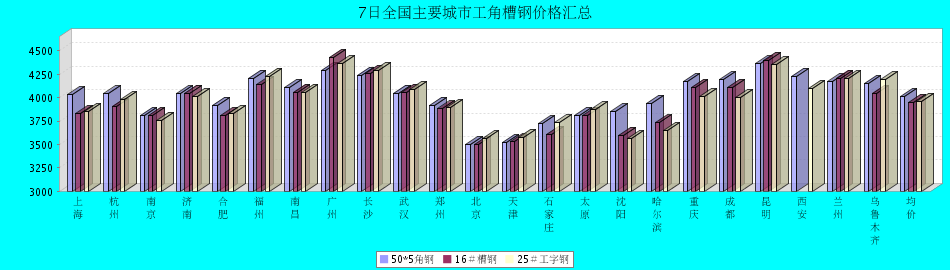 7日全国主要城市工角槽钢价格汇总
4500
4250
4000
3750
3500
3250
3000
上海
杭州
南京
济南
合肥
福州
南昌
广州
长沙
武汉
郑州
北京
天津
石家庄
太原
沈阳
哈尔滨
重庆
成都
昆明
西安
兰州
乌鲁木齐
均价
50*5角钢
16#槽钢
25#工字钢